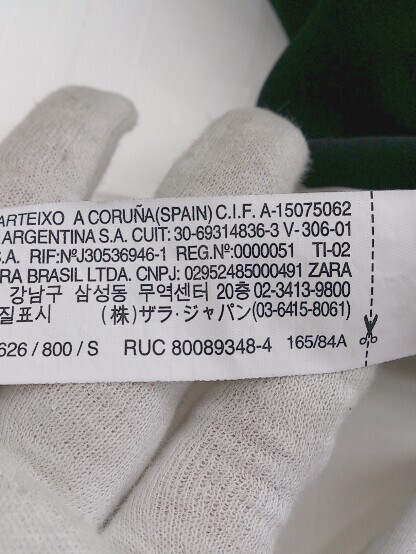 ARTEIXO A CORUÑA(SPAIN) C.I.F. A-15075062
ARGENTINA S.A. CUIT: 30-69314836-3 V-306-01
S.A. RIF:NºJ30536946-1 REG.Nº:0000051 TI-02
RA BRASIL LTDA. CNPJ: 02952485000491 ZARA
강남구 삼성동 무역센터 20층 02-3413-9800
질표시 (株)ザラ・ジャパン(03-6415-8061)
626 / 800 / S RUC 80089348-4 165/84A